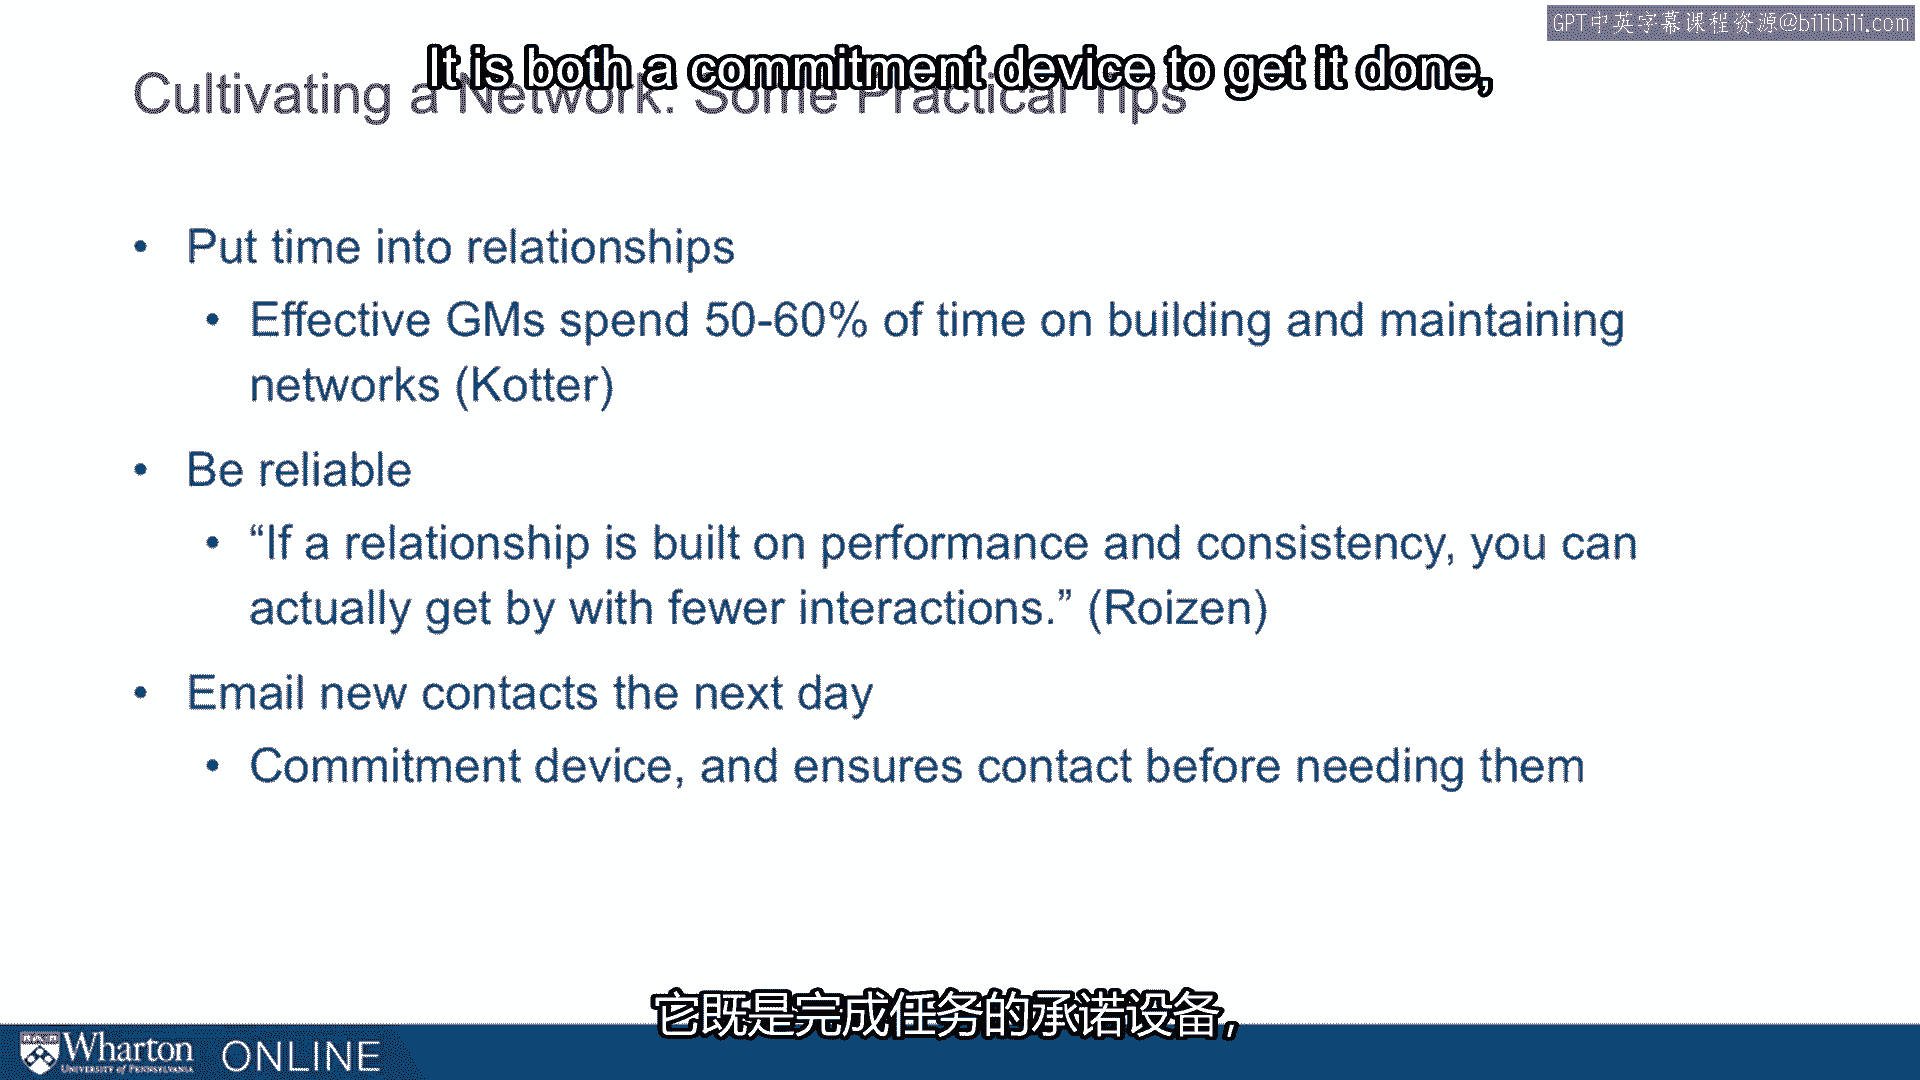 GPT中英字幕课程资源@bilibili.com
It is both a commitment device to get it done,
Cultivating a Network: Some Practical Tips
• Put time into relationships
• Effective GMs spend 50-60% of time on building and maintaining
networks (Kotter)
• Be reliable
• “If a relationship is built on performance and consistency, you can
actually get by with fewer interactions.” (Roizen)
• Email new contacts the next day
• Commitment device, and ensures contact before needing them
它既是完成任务的承诺设备，
Wharton
UNIVERSITY of PENNSYLVANIA
ONLINE